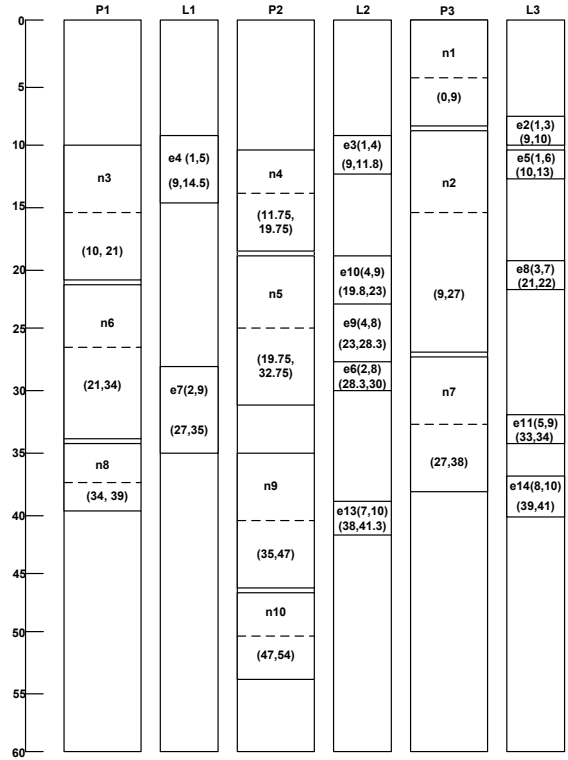 P1 L1 P2 L2 P3 L3
0
5
10
15
20
25
30
35
40
45
50
55
60
n3
(10, 21)
n6
(21,34)
n8
(34, 39)
e4 (1,5)
(9,14.5)
e7(2,9)
(27,35)
n4
(11.75,
19.75)
n5
(19.75,
32.75)
n9
(35,47)
n10
(47,54)
e3(1,4)
(9,11.8)
e10(4,9)
(19.8,23)
e9(4,8)
(23,28.3)
e6(2,8)
(28.3,30)
e13(7,10)
(38,41.3)
n1
(0,9)
n2
(9,27)
n7
(27,38)
e2(1,3)
(9,10)
e5(1,6)
(10,13)
e8(3,7)
(21,22)
e11(5,9)
(33,34)
e14(8,10)
(39,41)